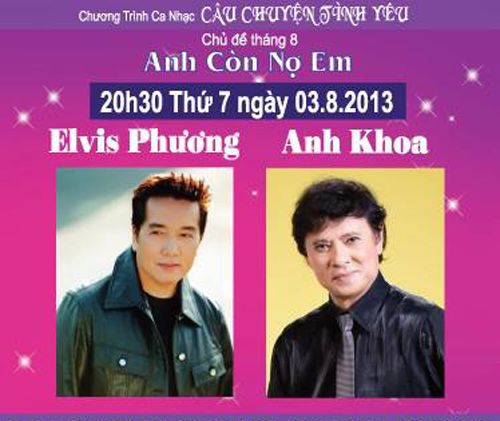 Chương Trình Ca Nhạc CÂU CHUYỆN TÌNH YÊU
Chủ đề tháng 8
Anh Còn Nợ Em
20h30 Thứ 7 ngày 03.8.2013
Elvis Phương Anh Khoa